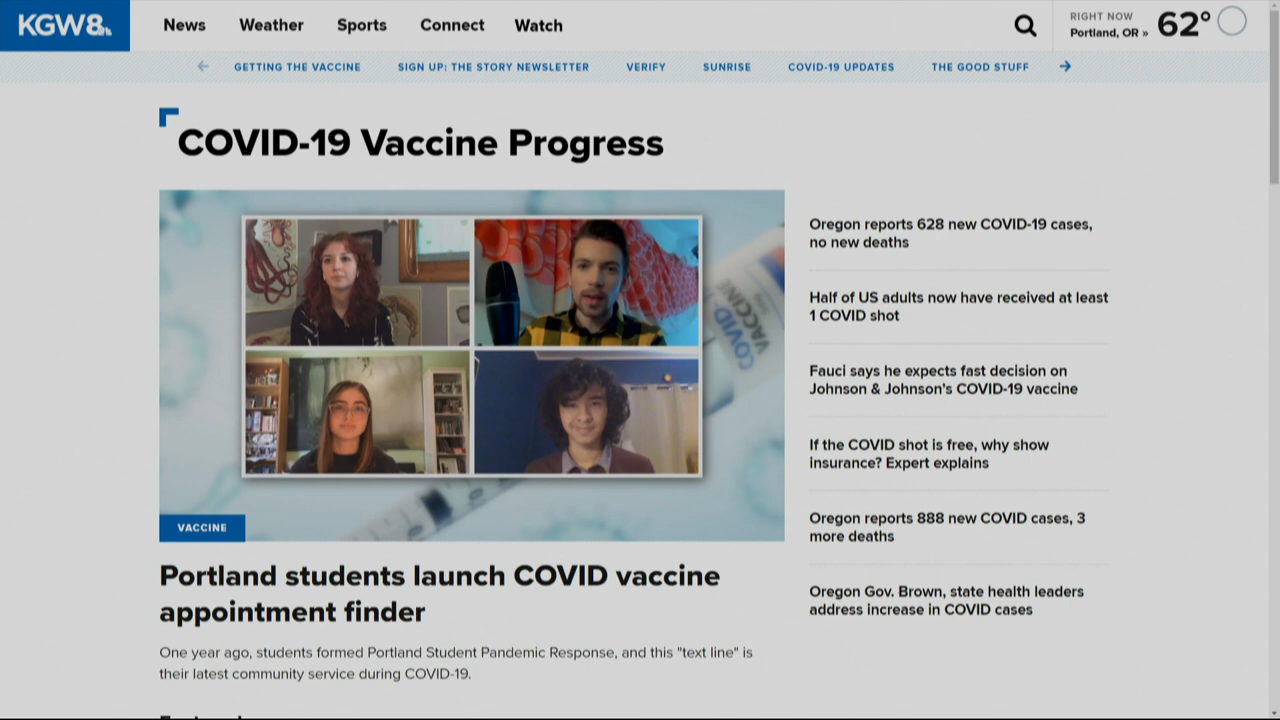 KGW8
News Weather Sports Connect Watch
RIGHT NOW
Portland, OR »
62°
GETTING THE VACCINE SIGN UP: THE STORY NEWSLETTER VERIFY SUNRISE COVID-19 UPDATES THE GOOD STUFF
COVID-19 Vaccine Progress
COVID-
VACCINE
VACCINE
Portland students launch COVID vaccine
appointment finder
One year ago, students formed Portland Student Pandemic Response, and this "text line" is
their latest community service during COVID-19.
Oregon reports 628 new COVID-19 cases,
no new deaths
Half of US adults now have received at least
1 COVID shot
Fauci says he expects fast decision on
Johnson & Johnson's COVID-19 vaccine
If the COVID shot is free, why show
insurance? Expert explains
Oregon reports 888 new COVID cases, 3
more deaths
Oregon Gov. Brown, state health leaders
address increase in COVID cases